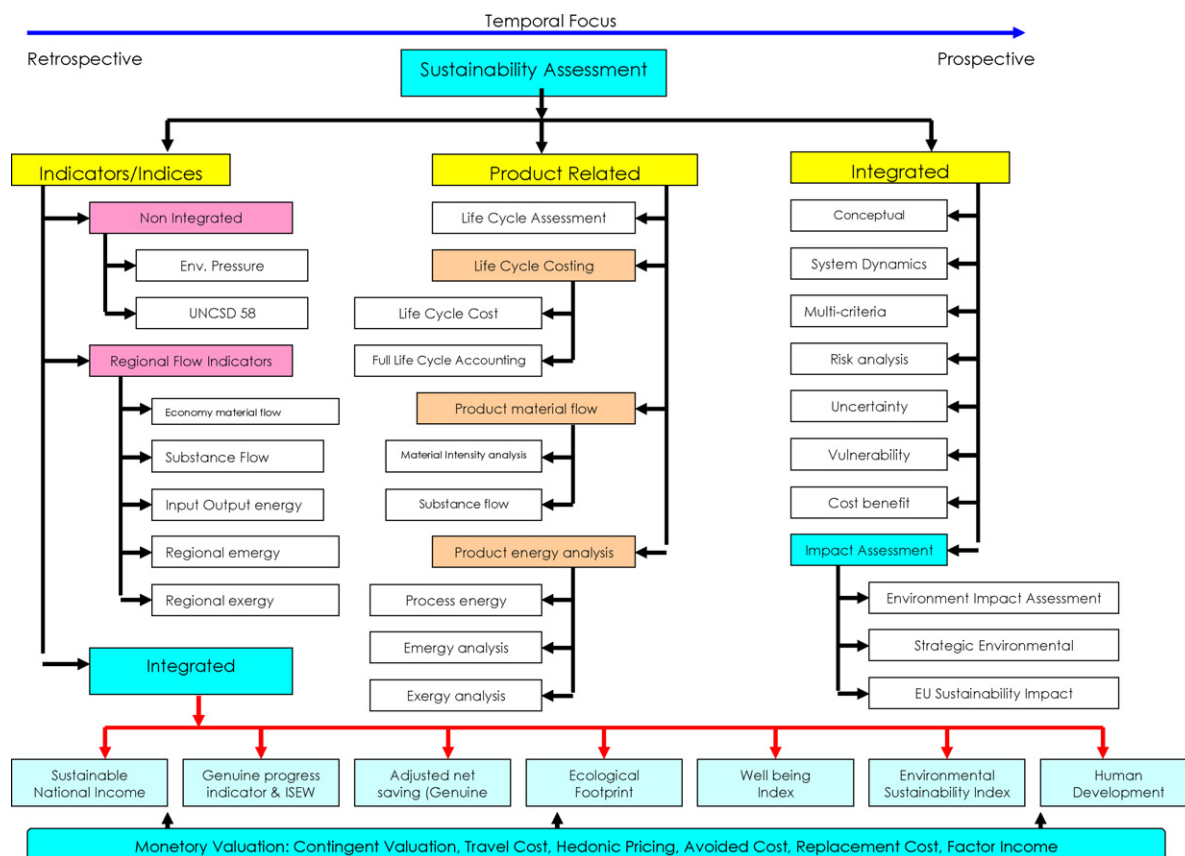 Temporal Focus
Retrospective
Prospective
Sustainability Assessment
Indicators/Indices
Product Related
Integrated
Non Integrated
Env. Pressure
UNCSD 58
Regional Flow Indicators
Economy material flow
Substance Flow
Input Output energy
Regional emergy
Regional exergy
Integrated
Life Cycle Assessment
Life Cycle Costing
Life Cycle Cost
Full Life Cycle Accounting
Product material flow
Material Intensity analysis
Substance flow
Product energy analysis
Process energy
Emergy analysis
Exergy analysis
Conceptual
System Dynamics
Multi-criteria
Risk analysis
Uncertainty
Vulnerability
Cost benefit
Impact Assessment
Environment Impact Assessment
Strategic Environmental
EU Sustainability Impact
Sustainable
National Income
Genuine progress
indicator & ISEW
Adjusted net
saving (Genuine
Ecological
Footprint
Well being
Index
Environmental
Sustainability Index
Human
Development
Monetary Valuation: Contingent Valuation, Travel Cost, Hedonic Pricing, Avoided Cost, Replacement Cost, Factor Income